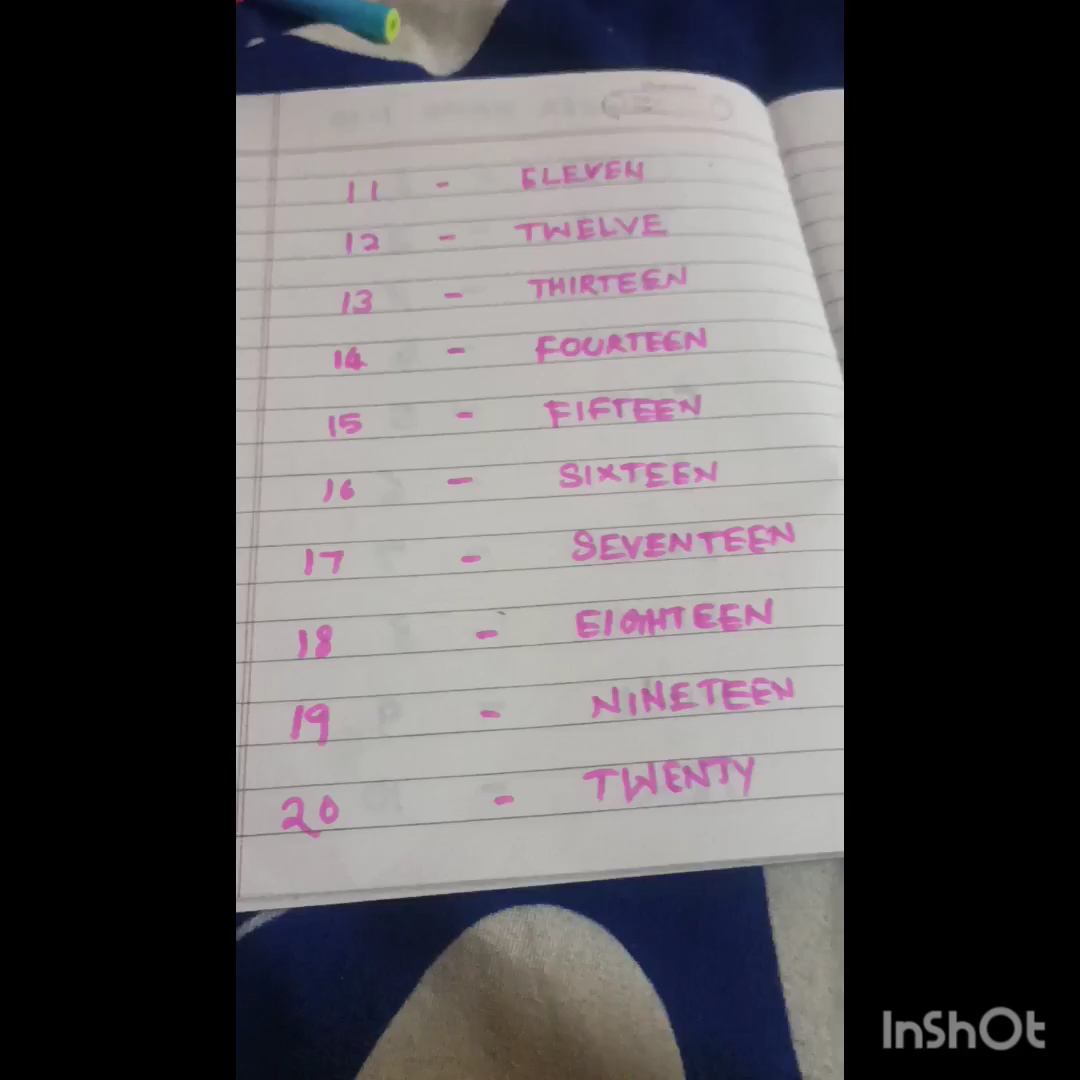 11 - ELEVEN
12 - TWELVE
13 - THIRTEEN
14 - FOURTEEN
15 - FIFTEEN
16 - SIXTEEN
17 - SEVENTEEN
18 - EIGHTEEN
19 - NINETEEN
20 - TWENTY
InShOt